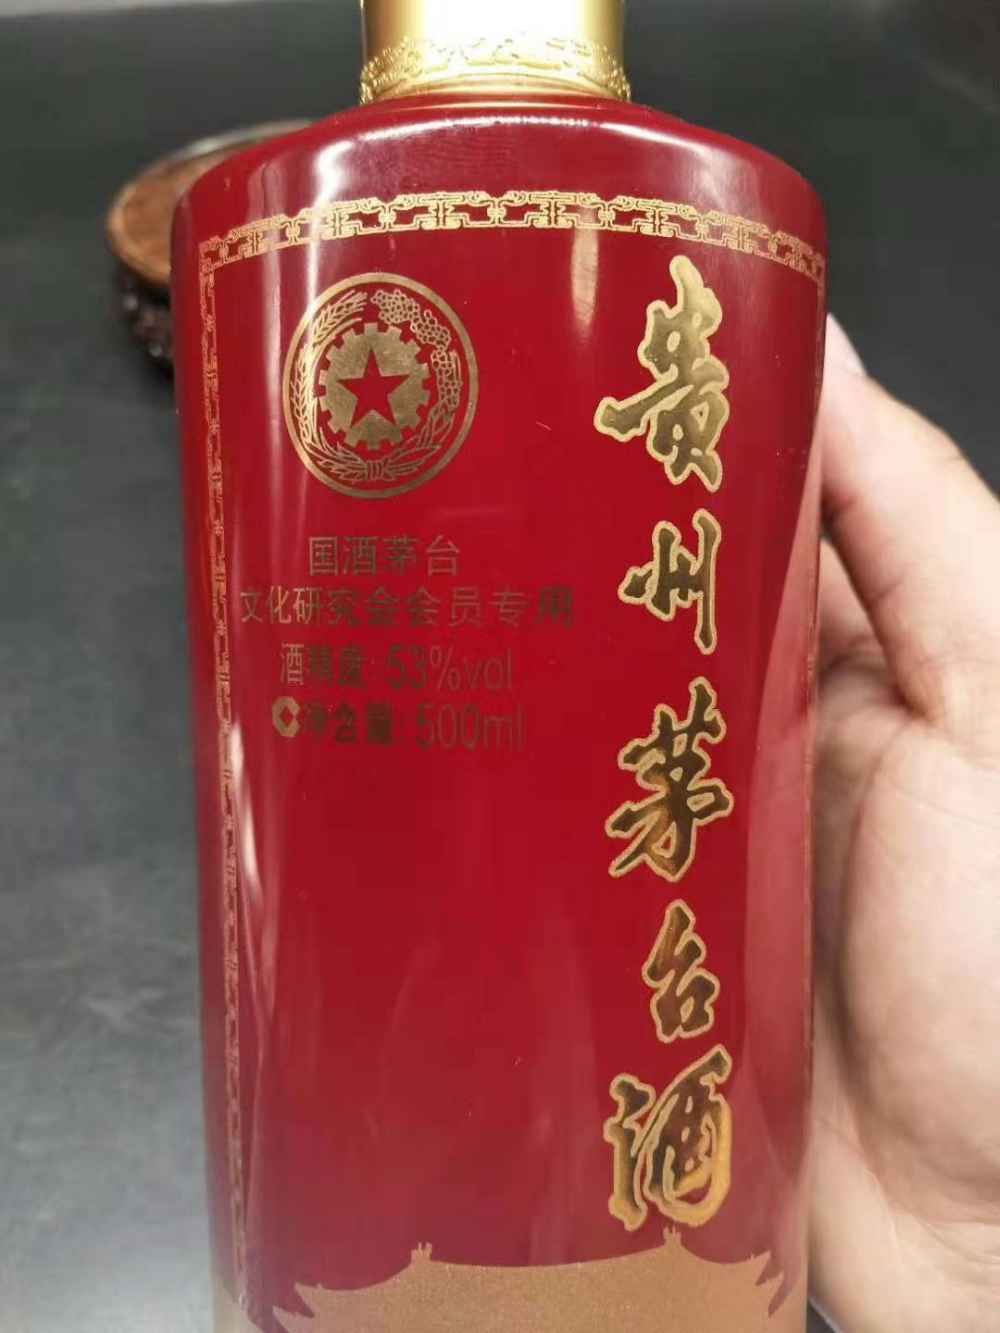 贵州茅台酒
国酒茅台
文化研究会会员专用
酒精度: 53%vol
净含量: 500ml